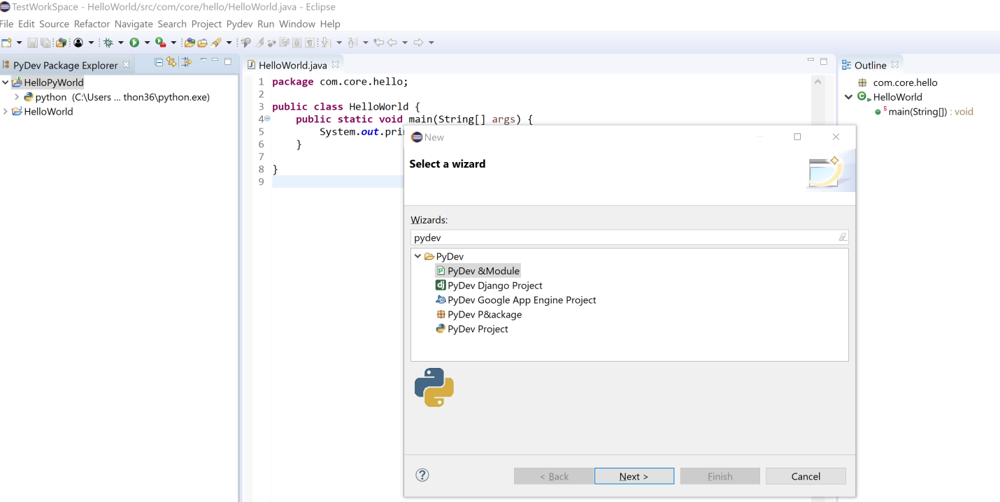 TestWorkSpace - HelloWorld/src/com/core/hello/HelloWorld.java - Eclipse
File Edit Source Refactor Navigate Search Project Pydev Run Window Help
PyDev Package Explorer
HelloPyWorld
python (C:\Users ... thon36\python.exe)
HelloWorld
HelloWorld.java
1 package com.core.hello;
2
3 public class HelloWorld {
4 public static void main(String[] args) {
5 System.out.prin
6 }
7
8 }
9
New
Select a wizard
Wizards:
pydev
PyDev
PyDev &Module
PyDev Django Project
PyDev Google App Engine Project
PyDev P&ackage
PyDev Project
? < Back Next > Finish Cancel
Outline
com.core.hello
HelloWorld
S main(String[]) : void